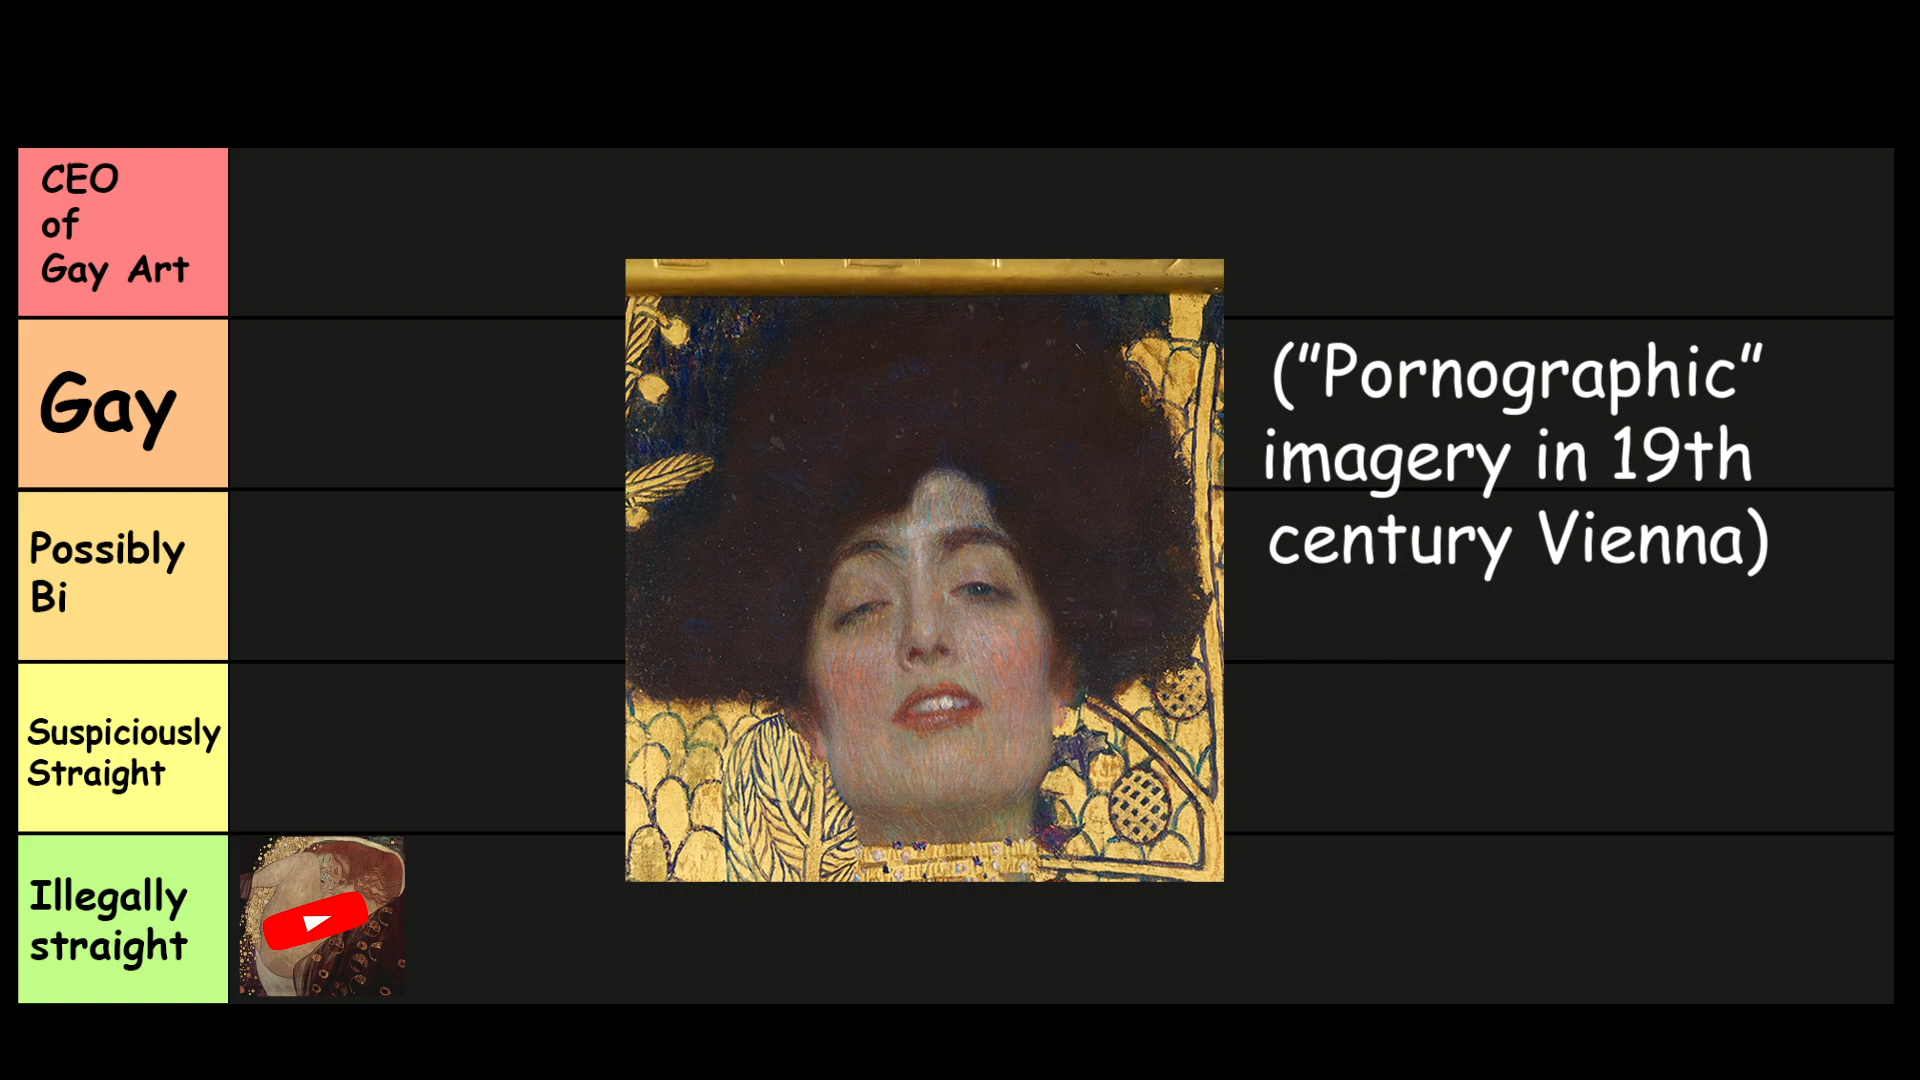 CEO
of
Gay Art
Gay
Possibly
Bi
Suspiciously
Straight
Illegally
straight
("Pornographic"
imagery in 19th
century Vienna)